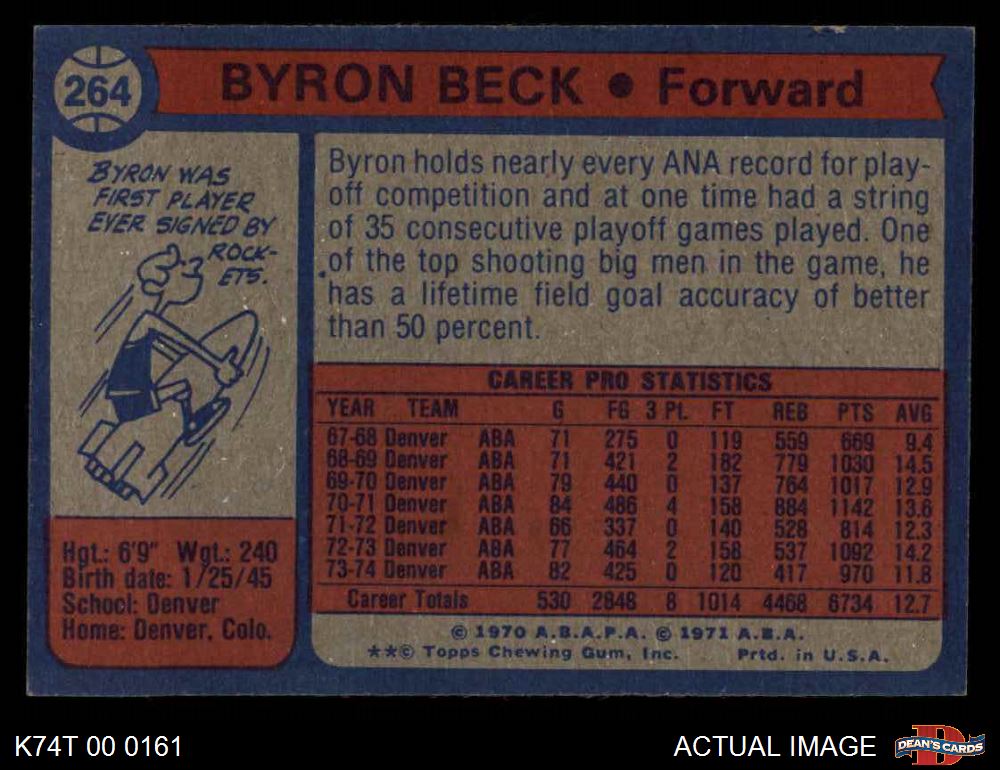 264
BYRON BECK ● Forward
BYRON WAS
FIRST PLAYER
EVER SIGNED BY
ROCK-
ETS.
Byron holds nearly every ANA record for play-
off competition and at one time had a string
of 35 consecutive playoff games played. One
of the top shooting big men in the game, he
has a lifetime field goal accuracy of better
than 50 percent.
Hgt.: 6'9" Wgt.: 240
Birth date: 1/25/45
School: Denver
Home: Denver, Colo.
CAREER PRO STATISTICS
YEAR TEAM G FG 3 Pt. FT REB PTS AVG
67-68 Denver ABA 71 275 0 119 559 669 9.4
68-69 Denver ABA 71 421 2 182 779 1030 14.5
69-70 Denver ABA 79 440 0 137 764 1017 12.9
70-71 Denver ABA 84 486 4 158 884 1142 13.6
71-72 Denver ABA 66 337 0 140 528 814 12.3
72-73 Denver ABA 77 464 2 158 537 1092 14.2
73-74 Denver ABA 82 425 0 120 417 970 11.8
Career Totals 530 2848 8 1014 4468 6734 12.7
© 1970 A.B.A.P.A. © 1971 A.B.A.
**© Topps Chewing Gum, Inc. Prtd. in U.S.A.
K74T 00 0161
ACTUAL IMAGE
DEAN'S CARDS